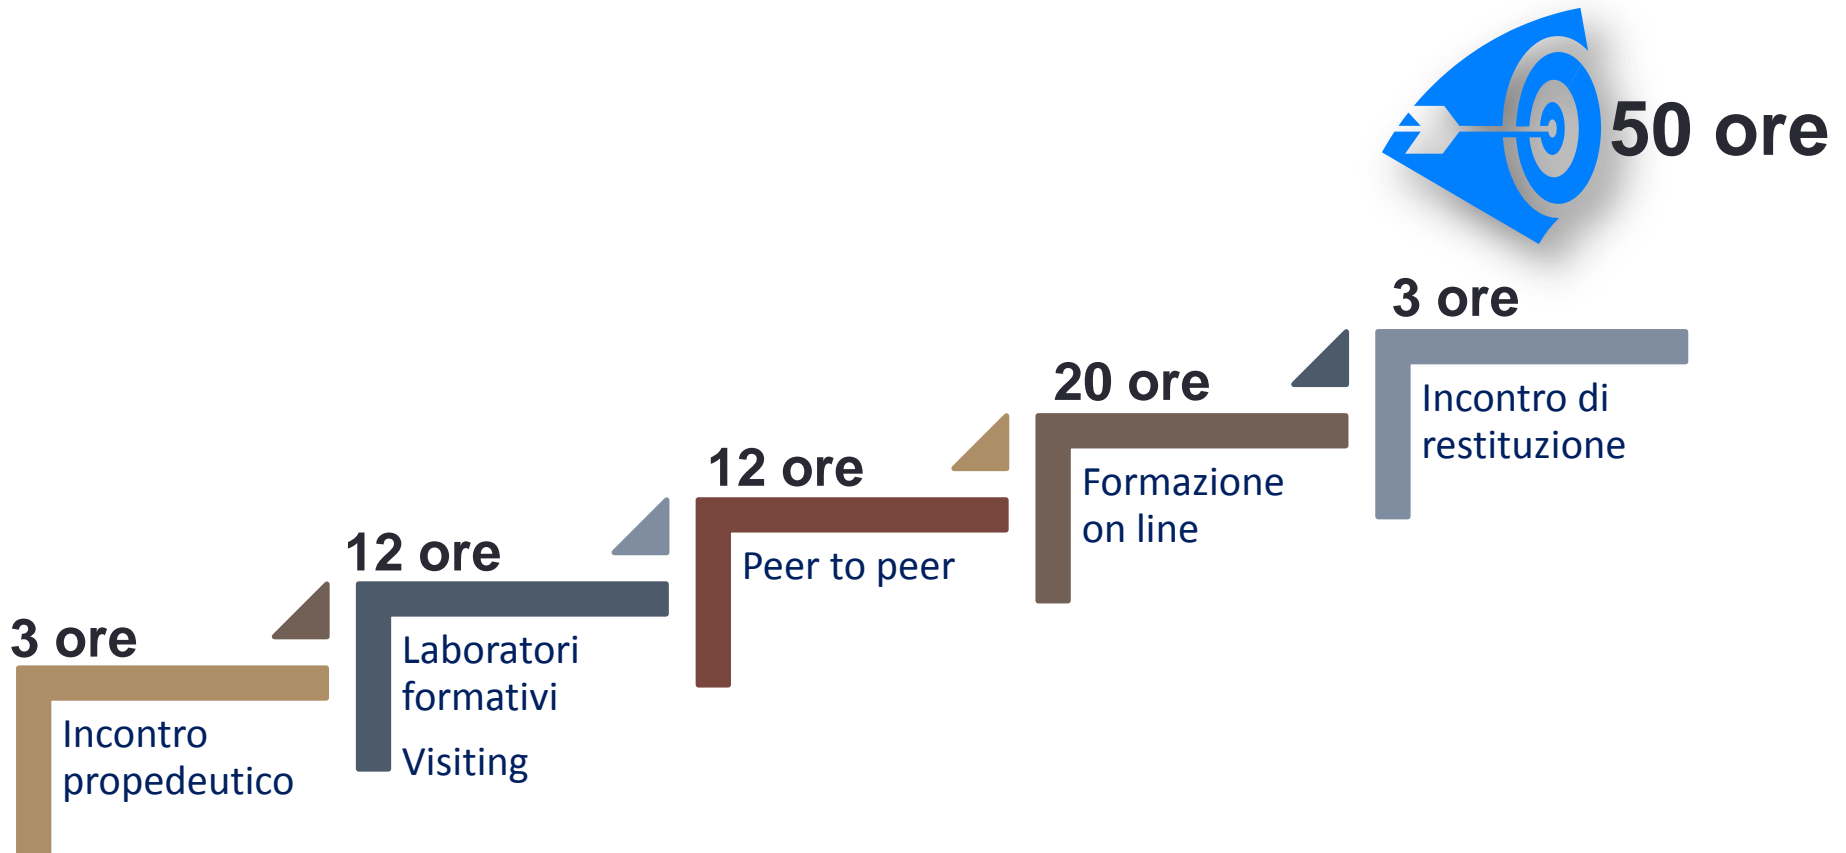 3 ore
Incontro
propedeutico
12 ore
Laboratori
formativi
Visiting
12 ore
Peer to peer
20 ore
Formazione
on line
3 ore
Incontro di
restituzione
50 ore